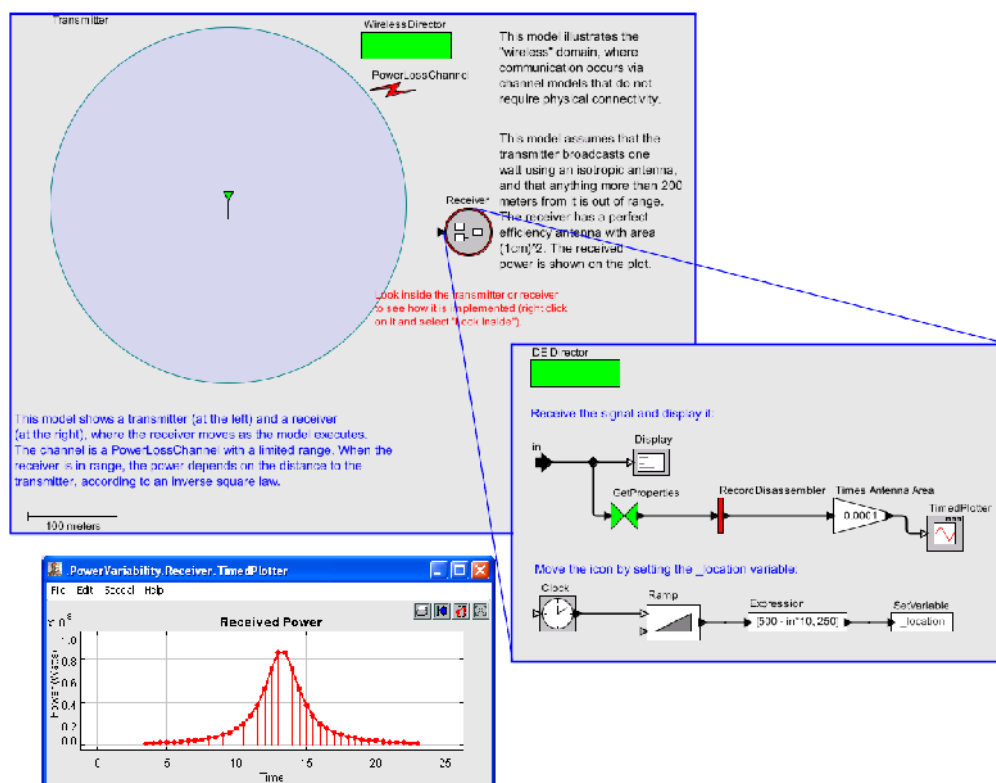 Transmitter
WirelessDirector
PowerLossChannel
This model illustrates the
"wireless" domain, where
communication occurs via
channel models that do not
require physical connectivity.
This model assumes that the
transmitter broadcasts one
watt using an isotropic antenna,
and that anything more than 200
meters from it is out of range.
The receiver has a perfect
efficiency antenna with area
(1cm)^2. The received
power is shown on the plot.
Receiver
Look inside the transmitter or receiver
to see how it is implemented (right click
on it and select "Look Inside").
This model shows a transmitter (at the left) and a receiver
(at the right), where the receiver moves as the model executes.
The channel is a PowerLossChannel with a limited range. When the
receiver is in range, the power depends on the distance to the
transmitter, according to an inverse square law.
100 meters
DE Director
Receive the signal and display it:
in
Display
GetProperties
RecordDisassembler
Times Antenna Area
0.0001
TimedPlotter
Move the icon by setting the _location variable:
Clock
Ramp
Expression
[500 - in*10, 250]
SetVariable
_location
.PowerVariability.Receiver.TimedPlotter
File Edit Special Help
Received Power
1.0
0.8
0.6
0.4
0.2
0.0
0
5
10
15
20
25
Time